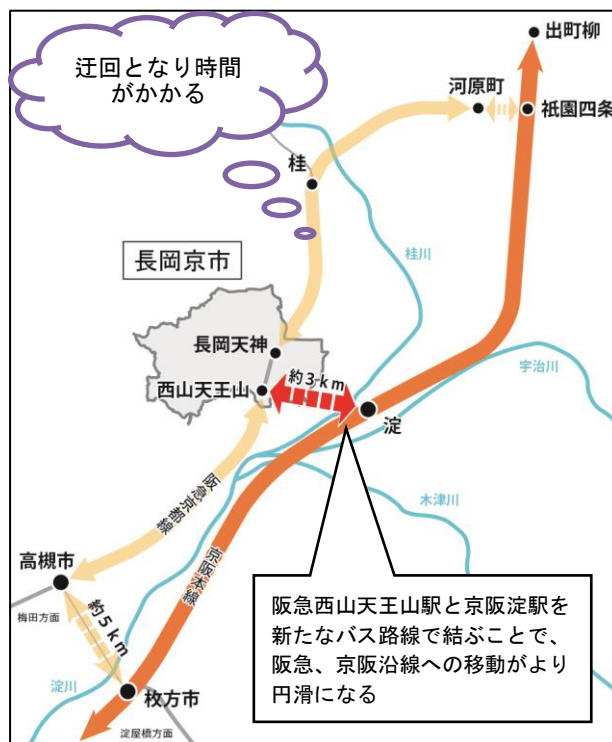 出町柳
迂回となり時間
がかかる
河原町
祇園四条
桂
桂川
長岡京市
長岡天神
宇治川
西山天王山
約3km
淀
木津川
阪急京都線
京阪本線
高槻市
梅田方面
約5km
阪急西山天王山駅と京阪淀駅を
新たなバス路線で結ぶことで、
阪急、京阪沿線への移動がより
円滑になる
淀川
枚方市
淀屋橋方面